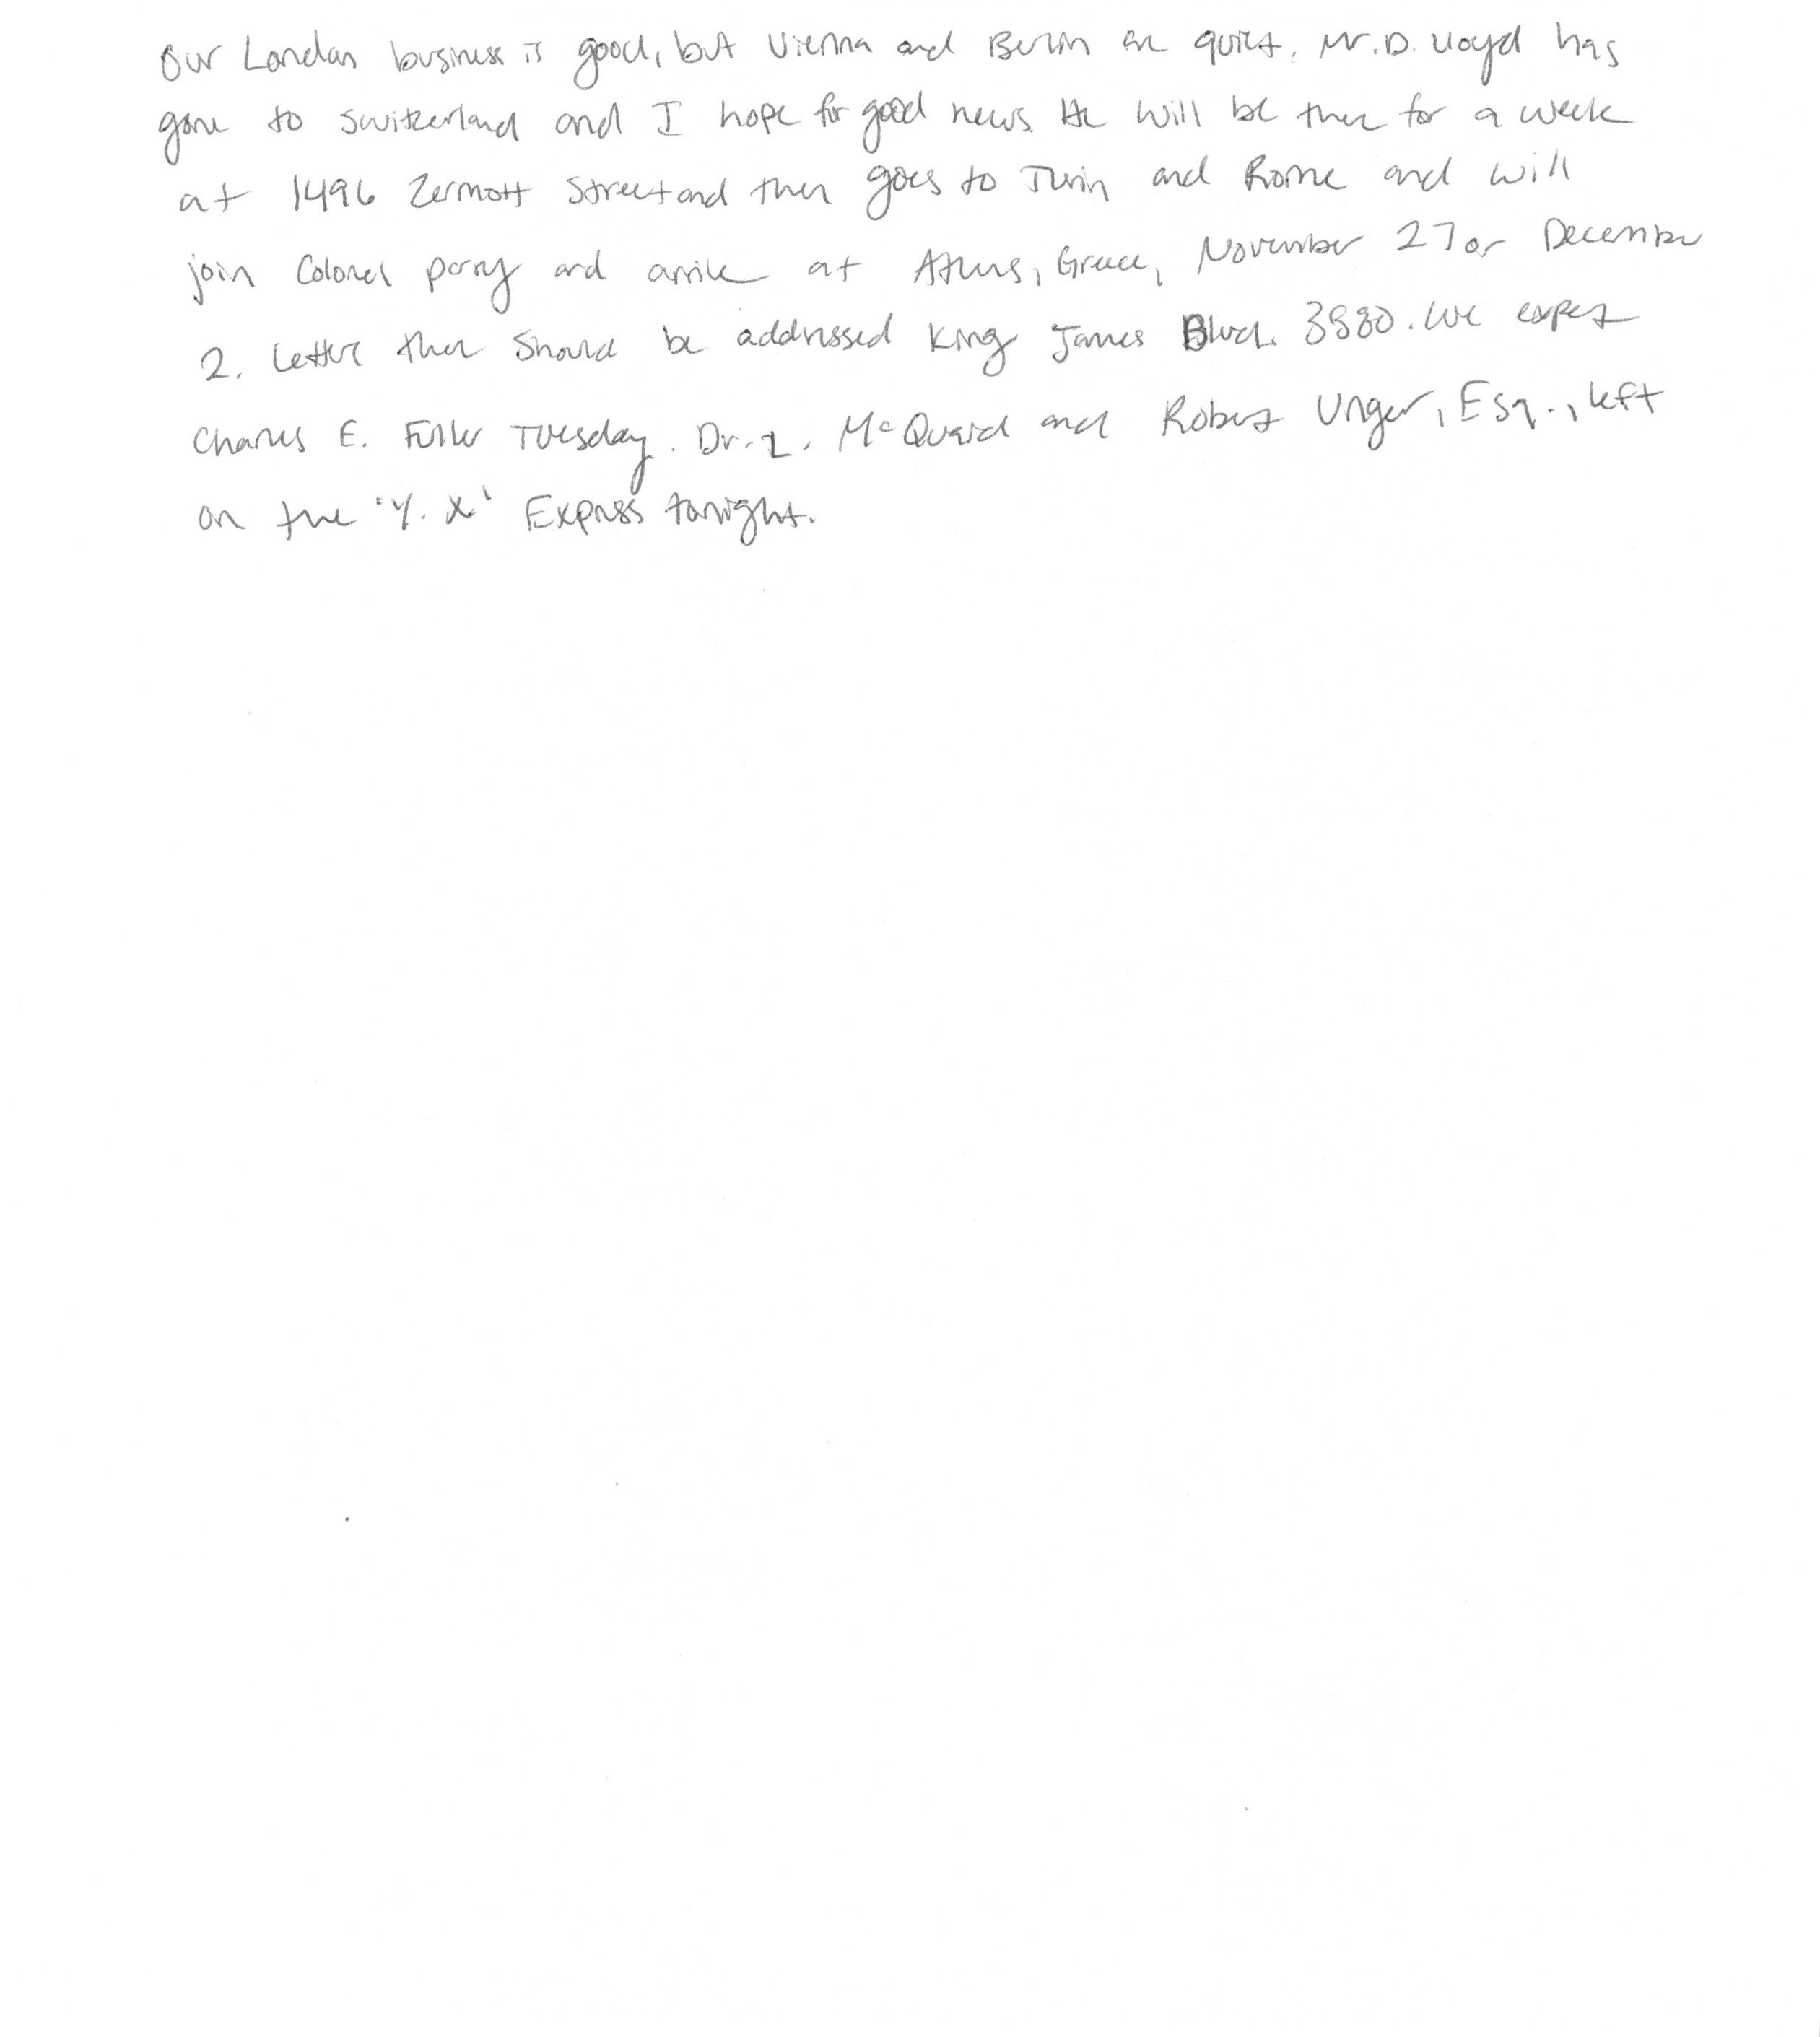 Our London business is good, but Vienna and Berlin are quiet. Mr. D. Lloyd has
gone to Switzerland and I hope for good news. He will be there for a week
at 1496 Zermott Street and then goes to Turin and Rome and will
join Colonel Parry and arrive at Athens, Greece, November 27 or December
2. Letter there should be addressed King James Blvd. 3880. We expect
Charles E. Fuller Tuesday. Dr. L. McQuaid and Robert Unger, Esq., left
on the 'Y. X' Express tonight.